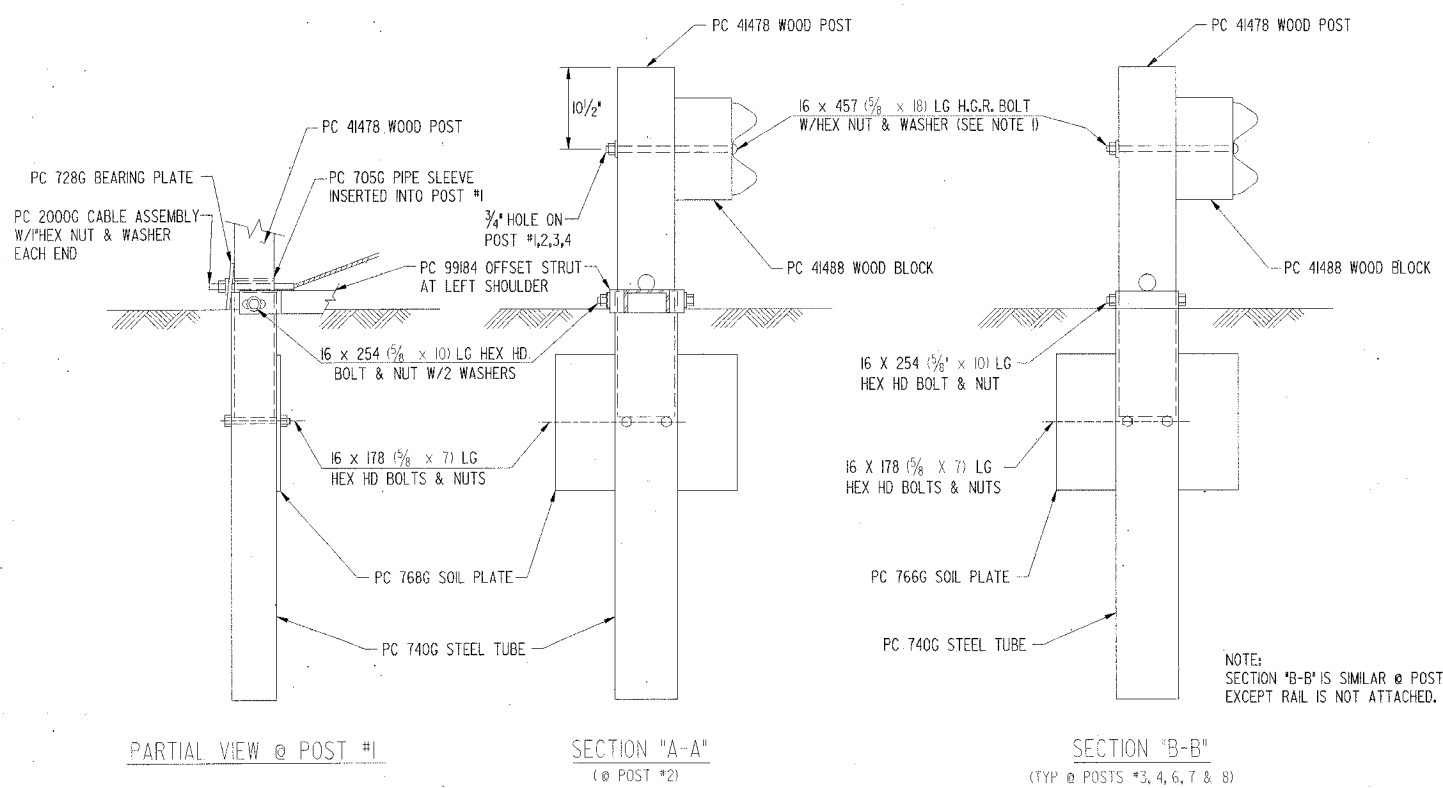 PC 41478 WOOD POST
PC 728G BEARING PLATE
PC 2000G CABLE ASSEMBLY
W/1"HEX NUT & WASHER
EACH END
PC 705G PIPE SLEEVE
INSERTED INTO POST #1
PC 99184 OFFSET STRUT
AT LEFT SHOULDER
16 x 254 (5/8 x 10) LG HEX HD.
BOLT & NUT W/2 WASHERS
16 x 178 (5/8 x 7) LG
HEX HD BOLTS & NUTS
PC 768G SOIL PLATE
PC 740G STEEL TUBE
PARTIAL VIEW @ POST #1
PC 41478 WOOD POST
10 1/2"
16 x 457 (5/8 x 18) LG H.G.R. BOLT
W/HEX NUT & WASHER (SEE NOTE 1)
3/4" HOLE ON
POST #1,2,3,4
PC 41488 WOOD BLOCK
SECTION "A-A"
(@ POST #2)
PC 41478 WOOD POST
PC 41488 WOOD BLOCK
16 X 254 (5/8" x 10) LG
HEX HD BOLT & NUT
16 X 178 (5/8 X 7) LG
HEX HD BOLTS & NUTS
PC 766G SOIL PLATE
PC 740G STEEL TUBE
NOTE:
SECTION "B-B" IS SIMILAR @ POST
EXCEPT RAIL IS NOT ATTACHED.
SECTION "B-B"
(TYP @ POSTS #3, 4, 6, 7 & 8)